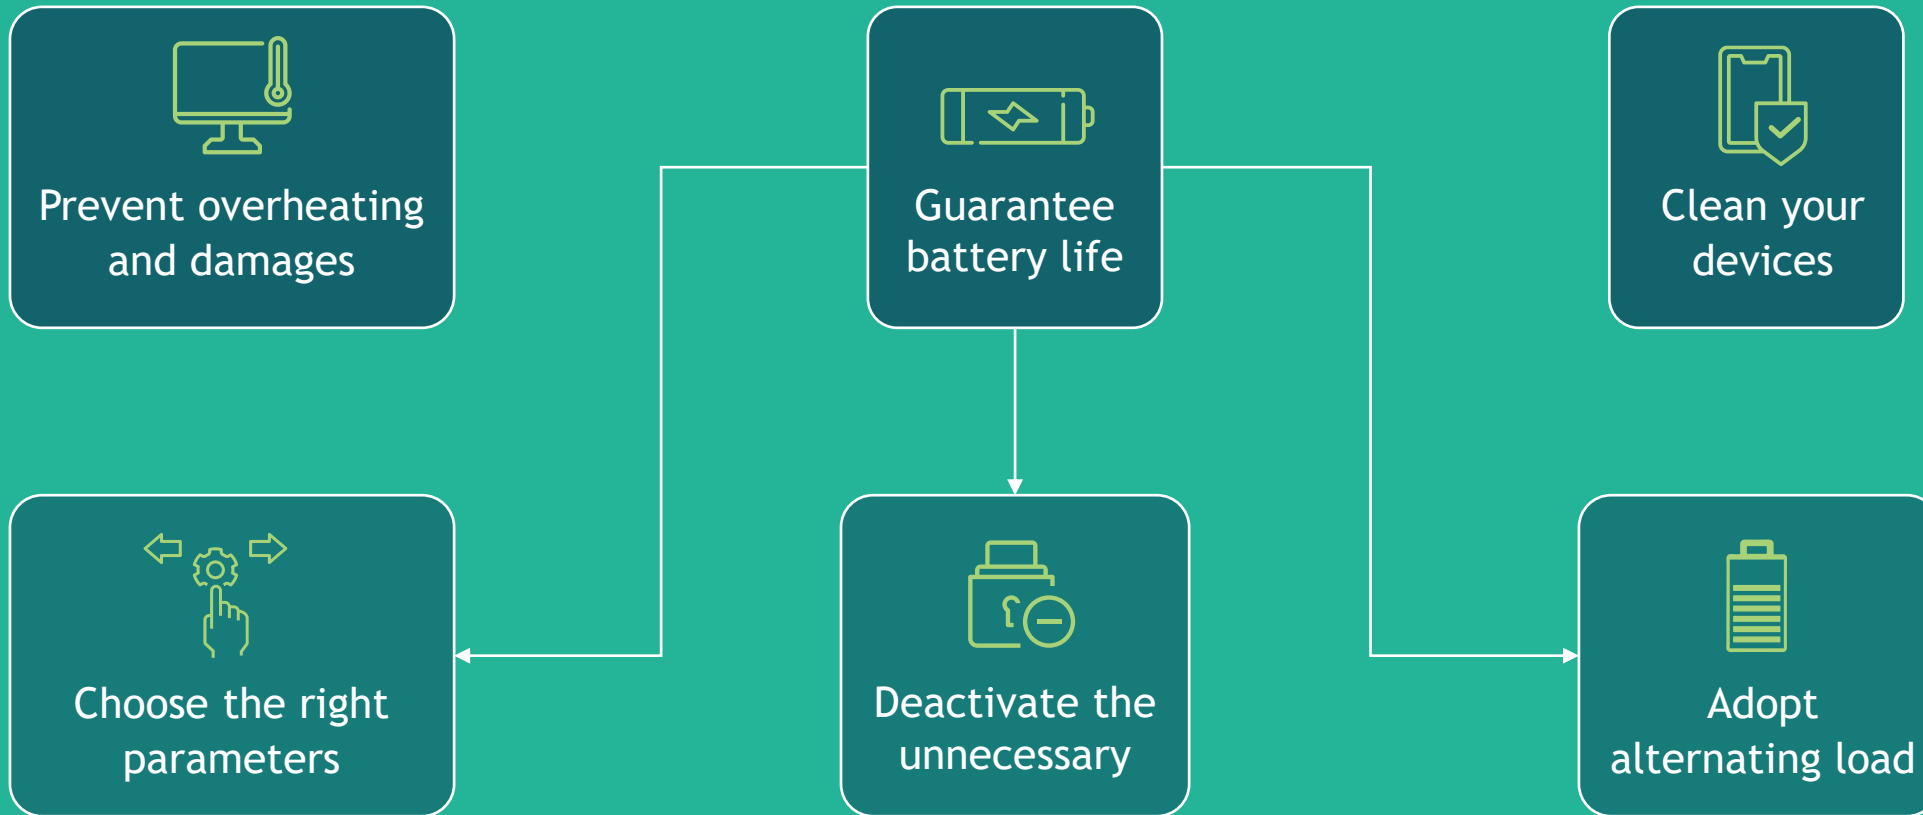 Prevent overheating
and damages
Guarantee
battery life
Clean your
devices
Choose the right
parameters
Deactivate the
unnecessary
Adopt
alternating load